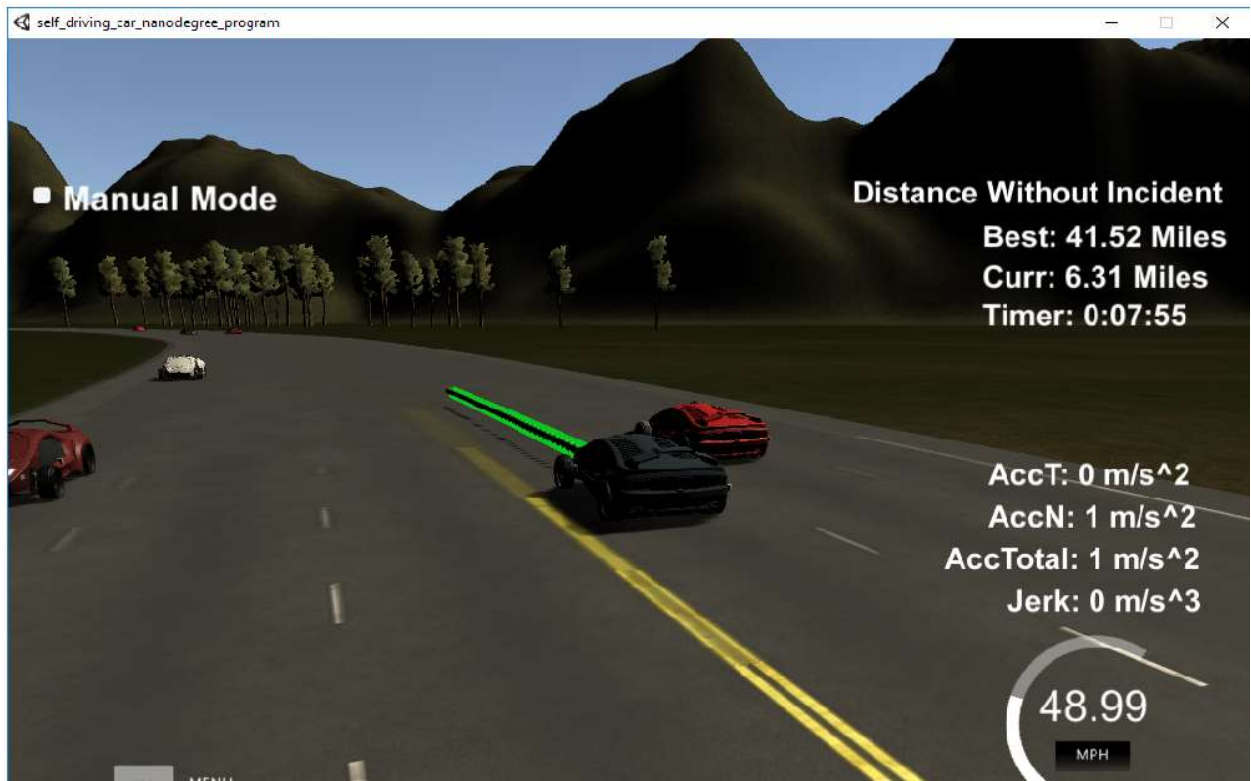 self_driving_car_nanodegree_program
Manual Mode
Distance Without Incident
Best: 41.52 Miles
Curr: 6.31 Miles
Timer: 0:07:55
AccT: 0 m/s^2
AccN: 1 m/s^2
AccTotal: 1 m/s^2
Jerk: 0 m/s^3
48.99
MPH
MENU